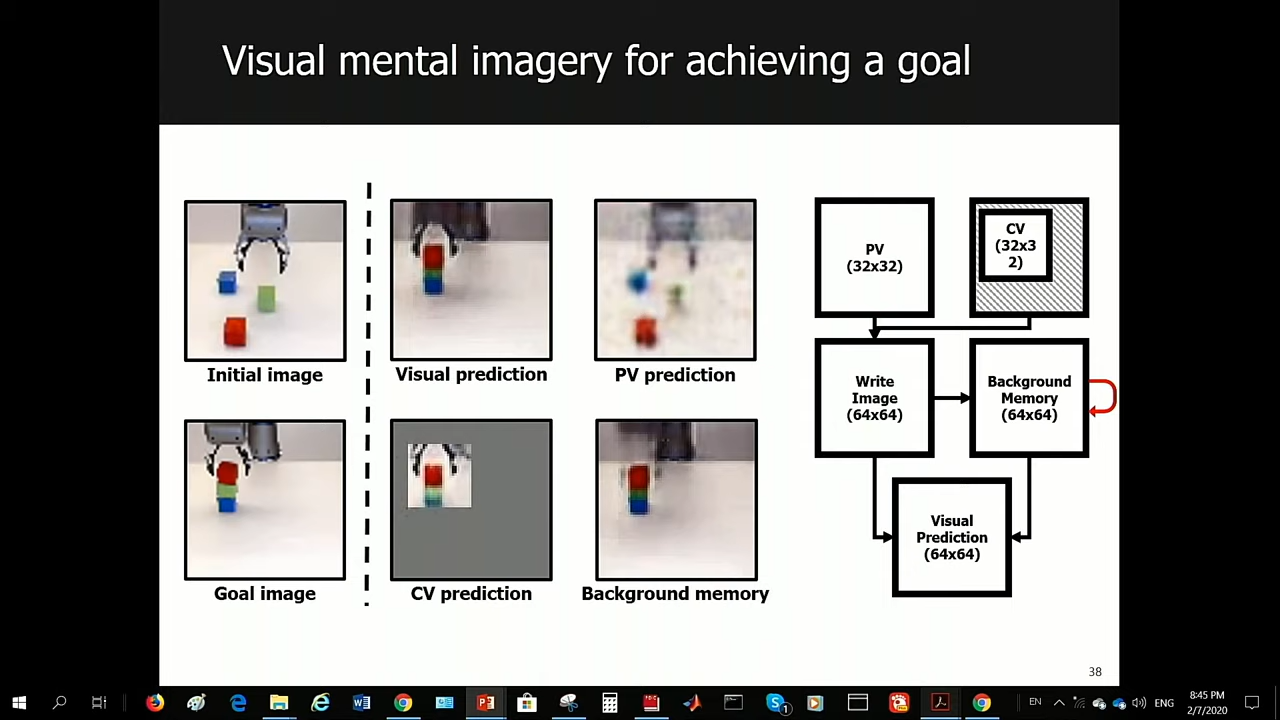 Visual mental imagery for achieving a goal
Initial image
Visual prediction
PV prediction
Goal image
CV prediction
Background memory
PV
(32x32)
CV
(32x3
2)
Write
Image
(64x64)
Background
Memory
(64x64)
Visual
Prediction
(64x64)
38
EN
ENG
8:45 PM
2/7/2020